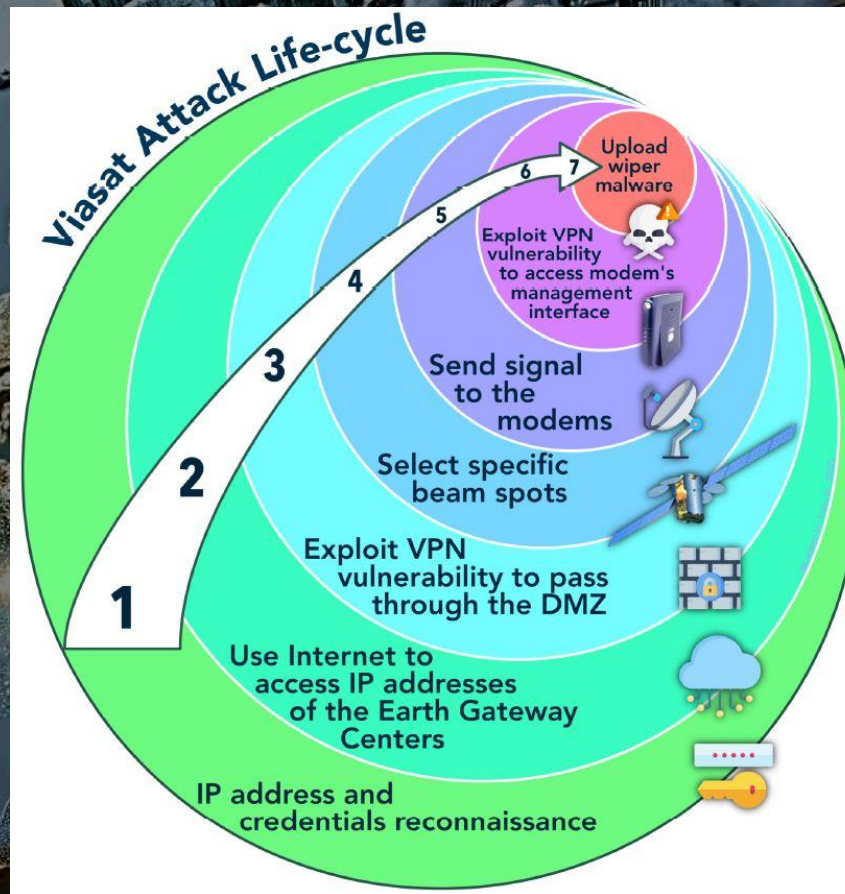 Viasat Attack Life-cycle
1
2
3
4
5
6
7
Upload
wiper
malware
Exploit VPN
vulnerability
to access modem's
management
interface
Send signal
to the
modems
Select specific
beam spots
Exploit VPN
vulnerability to pass
through the DMZ
Use Internet to
access IP addresses
of the Earth Gateway
Centers
IP address and
credentials reconnaissance